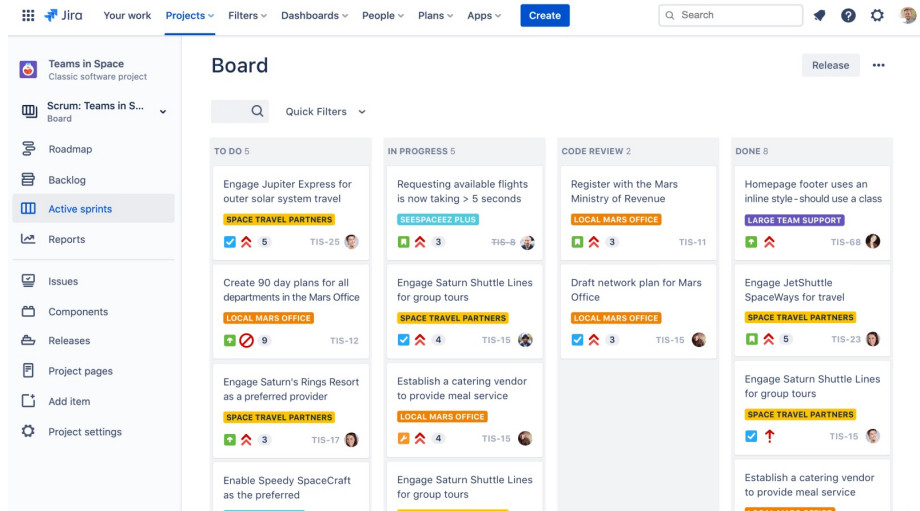 Jira
Your work
Projects
Filters
Dashboards
People
Plans
Apps
Create
Search
Teams in Space
Classic software project
Scrum: Teams in S...
Board
Roadmap
Backlog
Active sprints
Reports
Issues
Components
Releases
Project pages
Add item
Project settings
Board
Release
Quick Filters
TO DO 5
Engage Jupiter Express for
outer solar system travel
SPACE TRAVEL PARTNERS
5 TIS-25
Create 90 day plans for all
departments in the Mars Office
LOCAL MARS OFFICE
9 TIS-12
Engage Saturn's Rings Resort
as a preferred provider
SPACE TRAVEL PARTNERS
3 TIS-17
Enable Speedy SpaceCraft
as the preferred
IN PROGRESS 5
Requesting available flights
is now taking > 5 seconds
SEESPACEEZ PLUS
3 TIS-8
Engage Saturn Shuttle Lines
for group tours
SPACE TRAVEL PARTNERS
4 TIS-15
Establish a catering vendor
to provide meal service
LOCAL MARS OFFICE
4 TIS-15
Engage Saturn Shuttle Lines
for group tours
CODE REVIEW 2
Register with the Mars
Ministry of Revenue
LOCAL MARS OFFICE
3 TIS-11
Draft network plan for Mars
Office
LOCAL MARS OFFICE
3 TIS-15
DONE 8
Homepage footer uses an
inline style-should use a class
LARGE TEAM SUPPORT
TIS-68
Engage JetShuttle
SpaceWays for travel
SPACE TRAVEL PARTNERS
5 TIS-23
Engage Saturn Shuttle Lines
for group tours
SPACE TRAVEL PARTNERS
TIS-15
Establish a catering vendor
to provide meal service